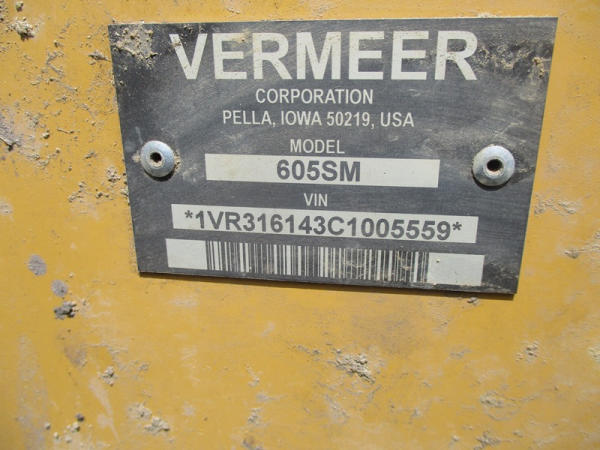 VERMEER
CORPORATION
PELLA, IOWA 50219, USA
MODEL
605SM
VIN
*1VR316143C1005559*